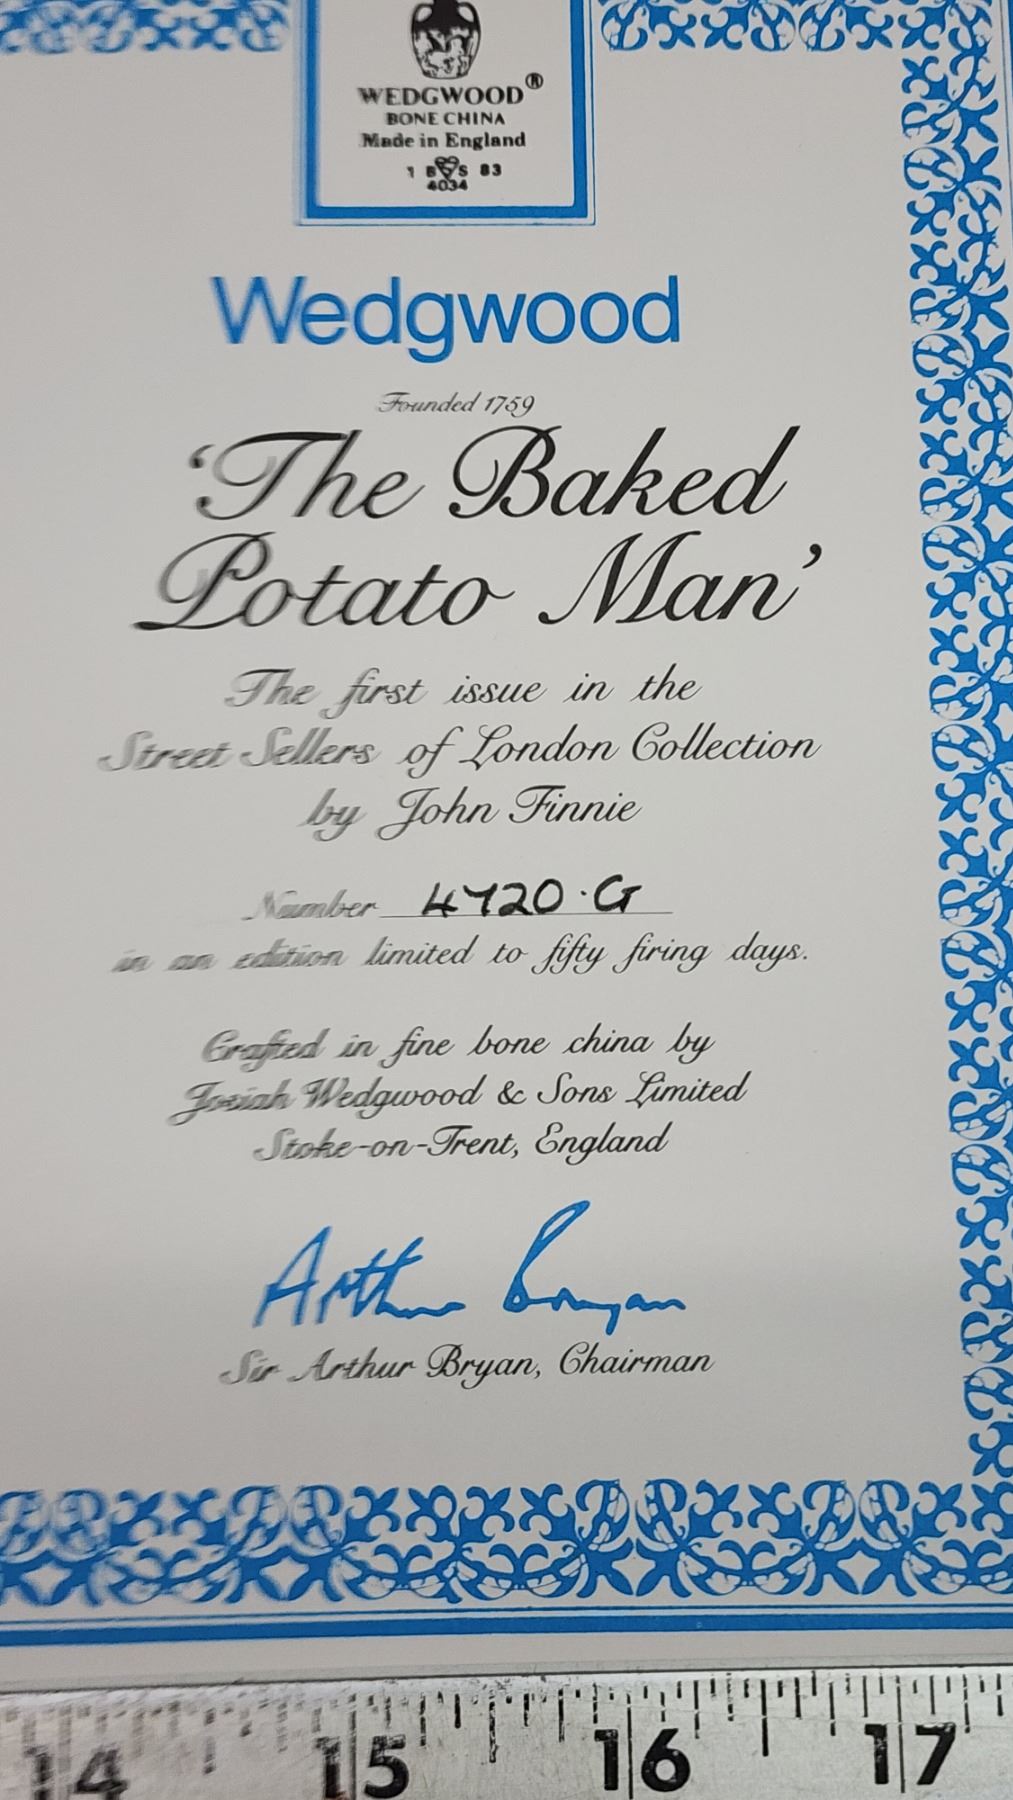 WEDGWOOD®
BONE CHINA
Made in England
1 B S 83
4034
Wedgwood
Founded 1759
'The Baked
Potato Man'
The first issue in the
Street Sellers of London Collection
by John Finnie
Number 4720·G
in an edition limited to fifty firing days.
Crafted in fine bone china by
Josiah Wedgwood & Sons Limited
Stoke-on-Trent, England
Arthur Bryan
Sir Arthur Bryan, Chairman
14 15 16 17